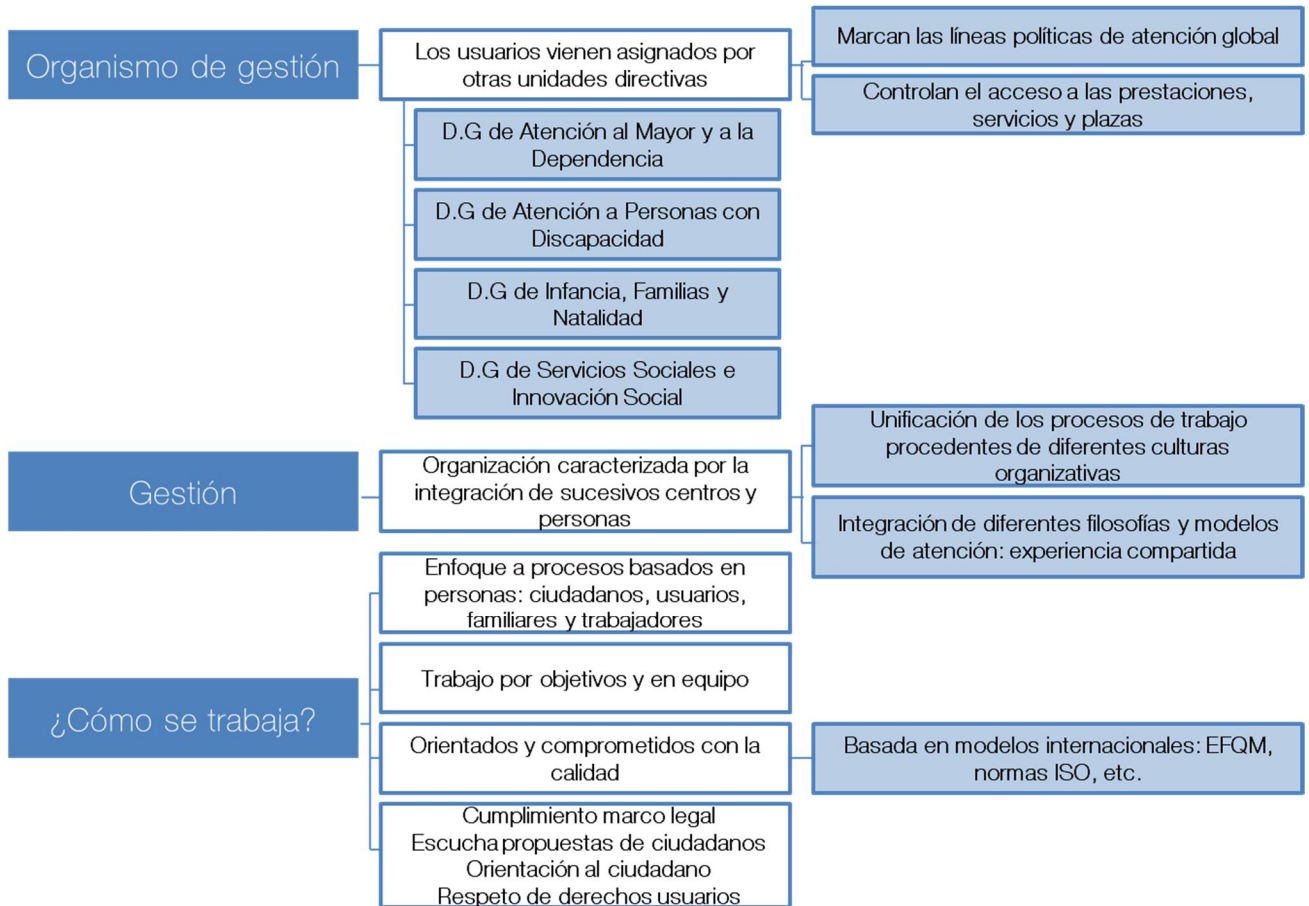 Organismo de gestión
Los usuarios vienen asignados por
otras unidades directivas
Marcan las líneas políticas de atención global
Controlan el acceso a las prestaciones,
servicios y plazas
D.G de Atención al Mayor y a la
Dependencia
D.G de Atención a Personas con
Discapacidad
D.G de Infancia, Familias y
Natalidad
D.G de Servicios Sociales e
Innovación Social
Gestión
Organización caracterizada por la
integración de sucesivos centros y
personas
Unificación de los procesos de trabajo
procedentes de diferentes culturas
organizativas
Integración de diferentes filosofías y modelos
de atención: experiencia compartida
¿Cómo se trabaja?
Enfoque a procesos basados en
personas: ciudadanos, usuarios,
familiares y trabajadores
Trabajo por objetivos y en equipo
Orientados y comprometidos con la
calidad
Basada en modelos internacionales: EFQM,
normas ISO, etc.
Cumplimiento marco legal
Escucha propuestas de ciudadanos
Orientación al ciudadano
Respeto de derechos usuarios